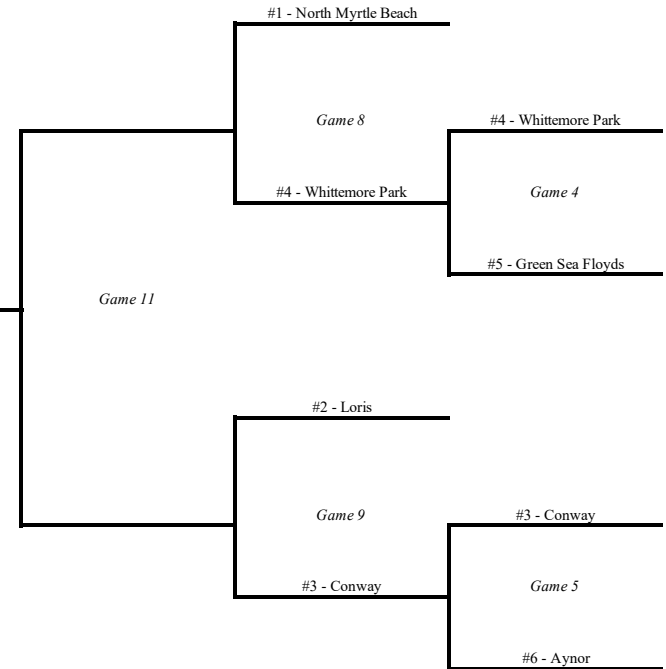 #1 - North Myrtle Beach
Game 8
#4 - Whittemore Park
#4 - Whittemore Park
Game 4
#5 - Green Sea Floyds
Game 11
#2 - Loris
Game 9
#3 - Conway
#3 - Conway
Game 5
#6 - Aynor